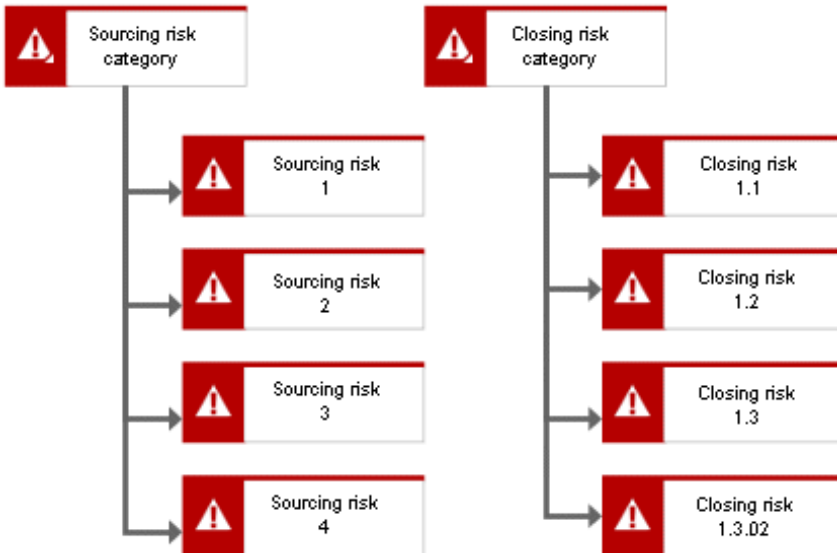 Sourcing risk
category
Closing risk
category
Sourcing risk
1
Closing risk
1.1
Sourcing risk
2
Closing risk
1.2
Sourcing risk
3
Closing risk
1.3
Sourcing risk
4
Closing risk
1.3.02